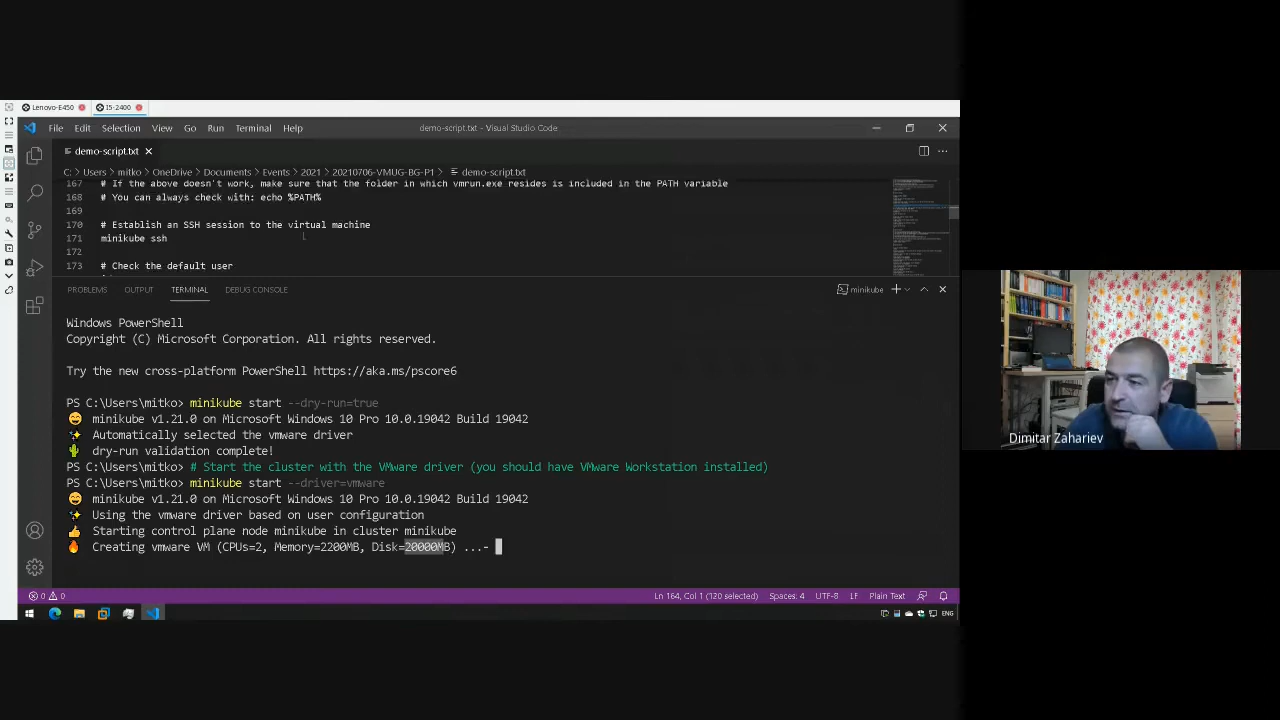 Lenovo-E450
I5-2400
File Edit Selection View Go Run Terminal Help
demo-script.txt - Visual Studio Code
demo-script.txt
C: > Users > mitko > OneDrive > Documents > Events > 2021 > 20210706-VMUG-BG-P1 > demo-script.txt
167 # If the above doesn't work, make sure that the folder in which vmrun.exe resides is included in the PATH variable
168 # You can always check with: echo %PATH%
169
170 # Establish an SSH session to the virtual machine
171 minikube ssh
172
173 # Check the default user
PROBLEMS OUTPUT TERMINAL DEBUG CONSOLE
minikube
Windows PowerShell
Copyright (C) Microsoft Corporation. All rights reserved.
Try the new cross-platform PowerShell https://aka.ms/pscore6
PS C:\Users\mitko> minikube start --dry-run=true
minikube v1.21.0 on Microsoft Windows 10 Pro 10.0.19042 Build 19042
Automatically selected the vmware driver
dry-run validation complete!
PS C:\Users\mitko> # Start the cluster with the VMware driver (you should have VMware Workstation installed)
PS C:\Users\mitko> minikube start --driver=vmware
minikube v1.21.0 on Microsoft Windows 10 Pro 10.0.19042 Build 19042
Using the vmware driver based on user configuration
Starting control plane node minikube in cluster minikube
Creating vmware VM (CPUs=2, Memory=2200MB, Disk=20000MB) ...-
0 0
Ln 164, Col 1 (120 selected) Spaces: 4 UTF-8 LF Plain Text
ENG
Dimitar Zahariev